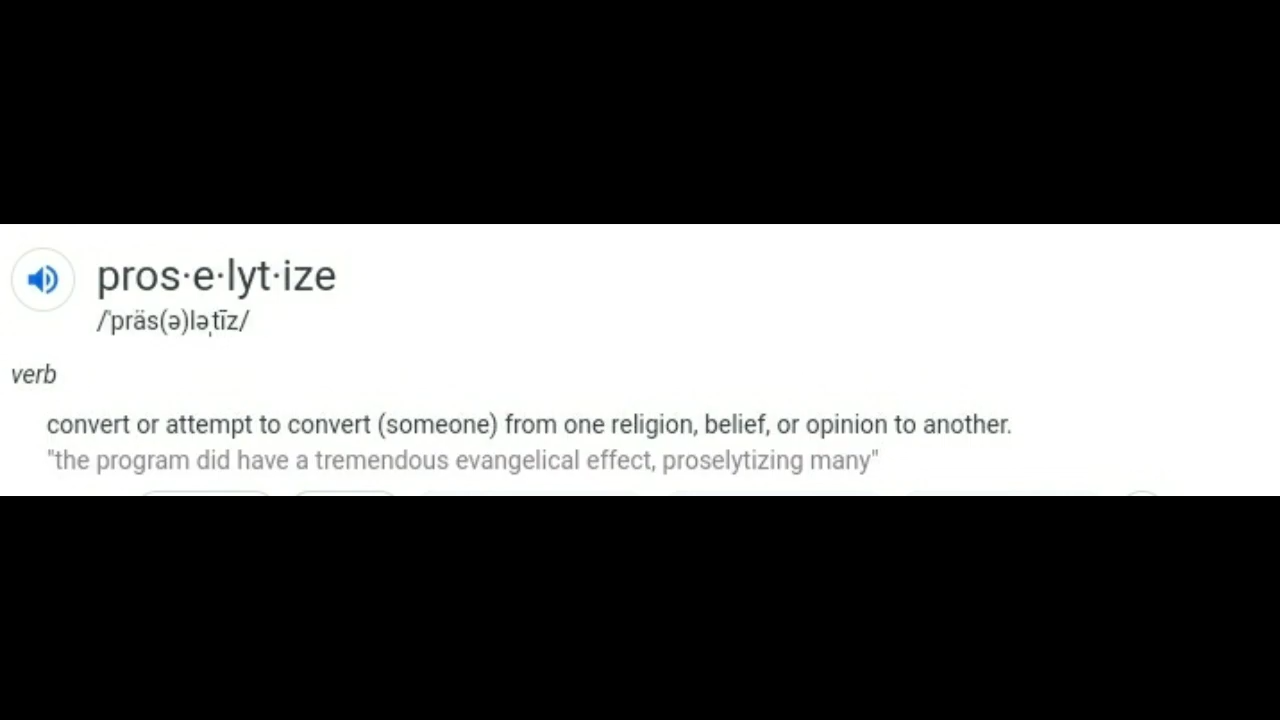 pros·e·lyt·ize
/ˈpräs(ə)ləˌtīz/
verb
convert or attempt to convert (someone) from one religion, belief, or opinion to another.
"the program did have a tremendous evangelical effect, proselytizing many"